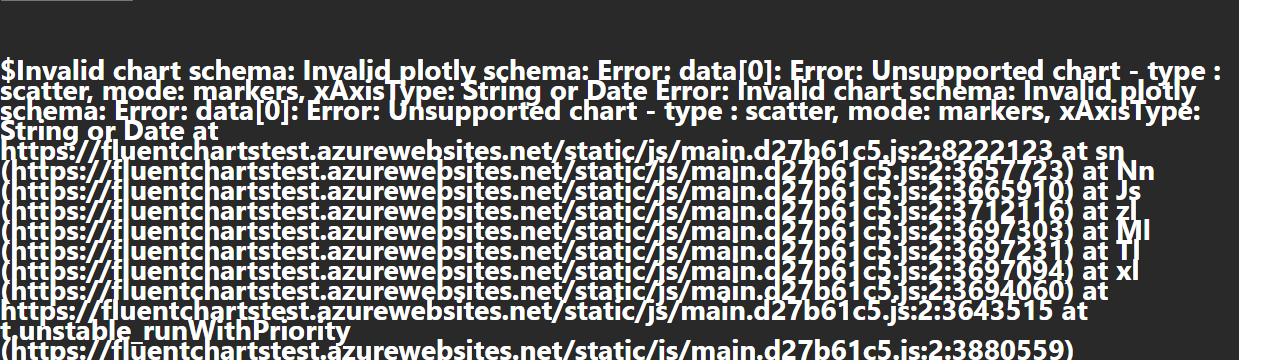 $Invalid chart schema: Invalid plotly schema: Error: data[0]: Error: Unsupported chart - type :
scatter, mode: markers, xAxisType: String or Date Error: Invalid chart schema: Invalid plotly
schema: Error: data[0]: Error: Unsupported chart - type : scatter, mode: markers, xAxisType:
String or Date at
https://fluentchartstest.azurewebsites.net/static/js/main.d27b61c5.js:2:8222123 at sn
(https://fluentchartstest.azurewebsites.net/static/js/main.d27b61c5.js:2:3657723) at Nn
(https://fluentchartstest.azurewebsites.net/static/js/main.d27b61c5.js:2:3665910) at Js
(https://fluentchartstest.azurewebsites.net/static/js/main.d27b61c5.js:2:3712116) at zl
(https://fluentchartstest.azurewebsites.net/static/js/main.d27b61c5.js:2:3697303) at Ml
(https://fluentchartstest.azurewebsites.net/static/js/main.d27b61c5.js:2:3697231) at Tl
(https://fluentchartstest.azurewebsites.net/static/js/main.d27b61c5.js:2:3697094) at xl
(https://fluentchartstest.azurewebsites.net/static/js/main.d27b61c5.js:2:3694060) at
https://fluentchartstest.azurewebsites.net/static/js/main.d27b61c5.js:2:3643515 at
t.unstable_runWithPriority
(https://fluentchartstest.azurewebsites.net/static/js/main.d27b61c5.js:2:3880559)